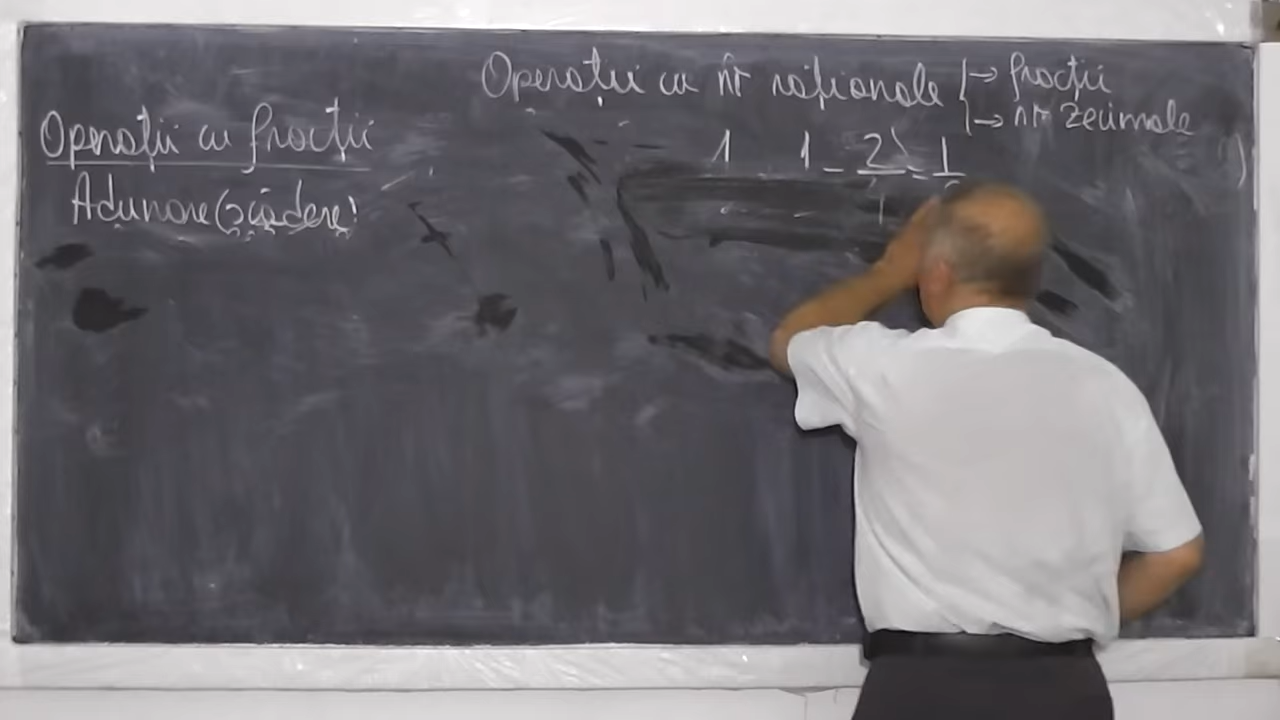 Operații cu nr raționale → fracții
→ nr zecimale
Operații cu fracții
Adunare (scădere)
1 1 - 2 = 1